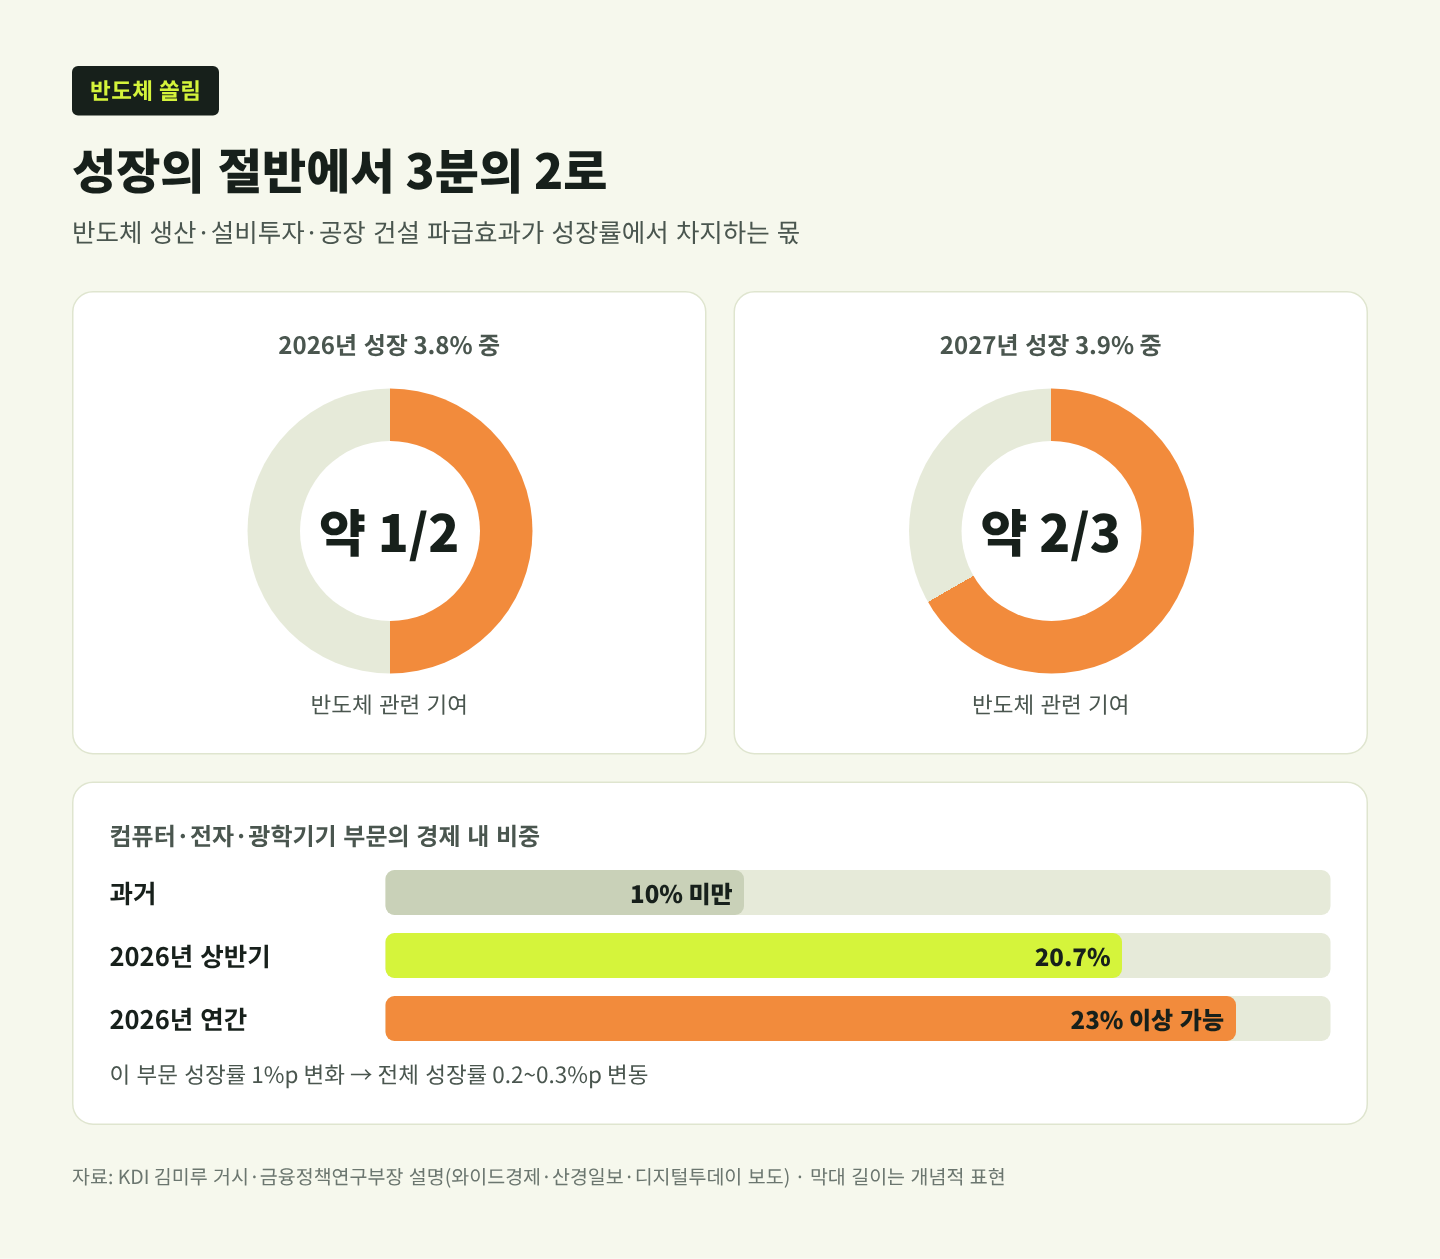 반도체 쏠림
성장의 절반에서 3분의 2로
반도체 생산·설비투자·공장 건설 파급효과가 성장률에서 차지하는 몫
2026년 성장 3.8% 중
약 1/2
반도체 관련 기여
2027년 성장 3.9% 중
약 2/3
반도체 관련 기여
컴퓨터·전자·광학기기 부문의 경제 내 비중
과거
10% 미만
2026년 상반기
20.7%
2026년 연간
23% 이상 가능
이 부문 성장률 1%p 변화 → 전체 성장률 0.2~0.3%p 변동
자료: KDI 김미루 거시·금융정책연구부장 설명(와이드경제·산경일보·디지털투데이 보도) · 막대 길이는 개념적 표현